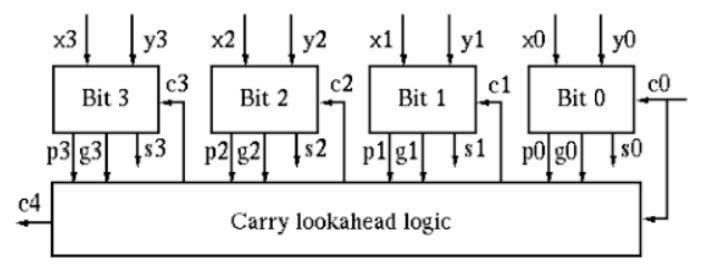 x3 y3 x2 y2 x1 y1 x0 y0
Bit 3 c3 Bit 2 c2 Bit 1 c1 Bit 0 c0
p3 g3 s3 p2 g2 s2 p1 g1 s1 p0 g0 s0
c4
Carry lookahead logic